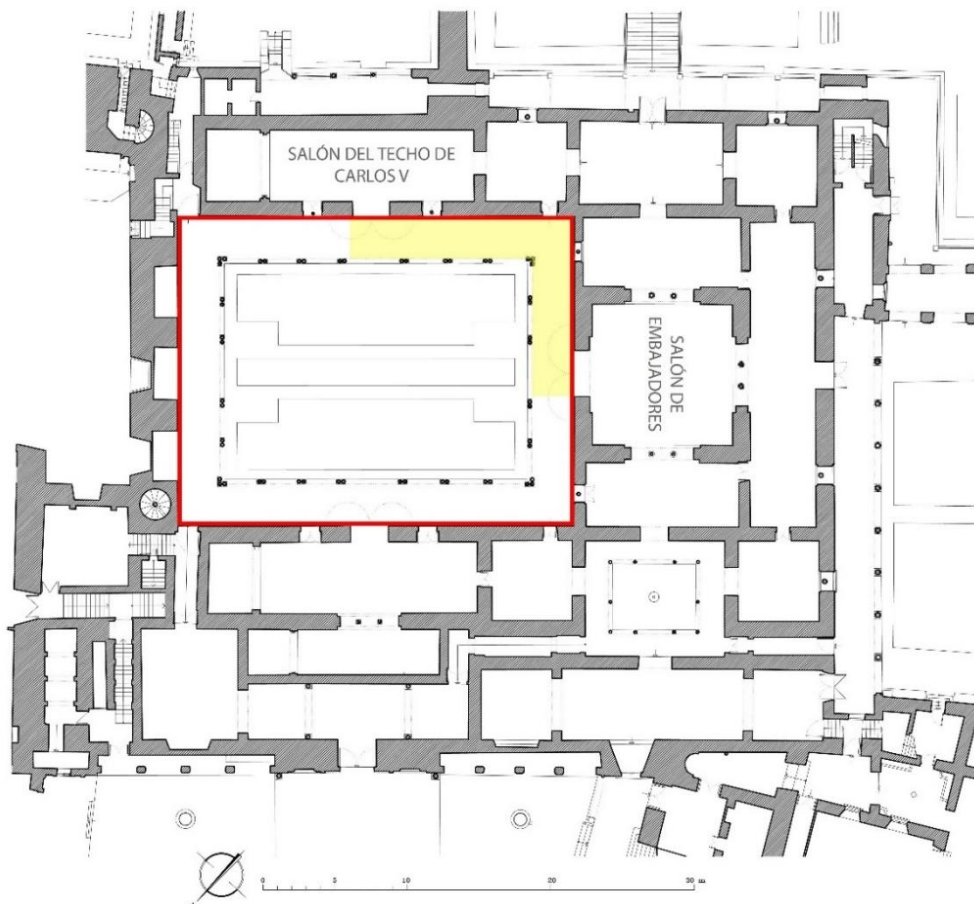 SALÓN DEL TECHO DE
CARLOS V
SALÓN DE
EMBAJADORES
0 5 10 20 30 m